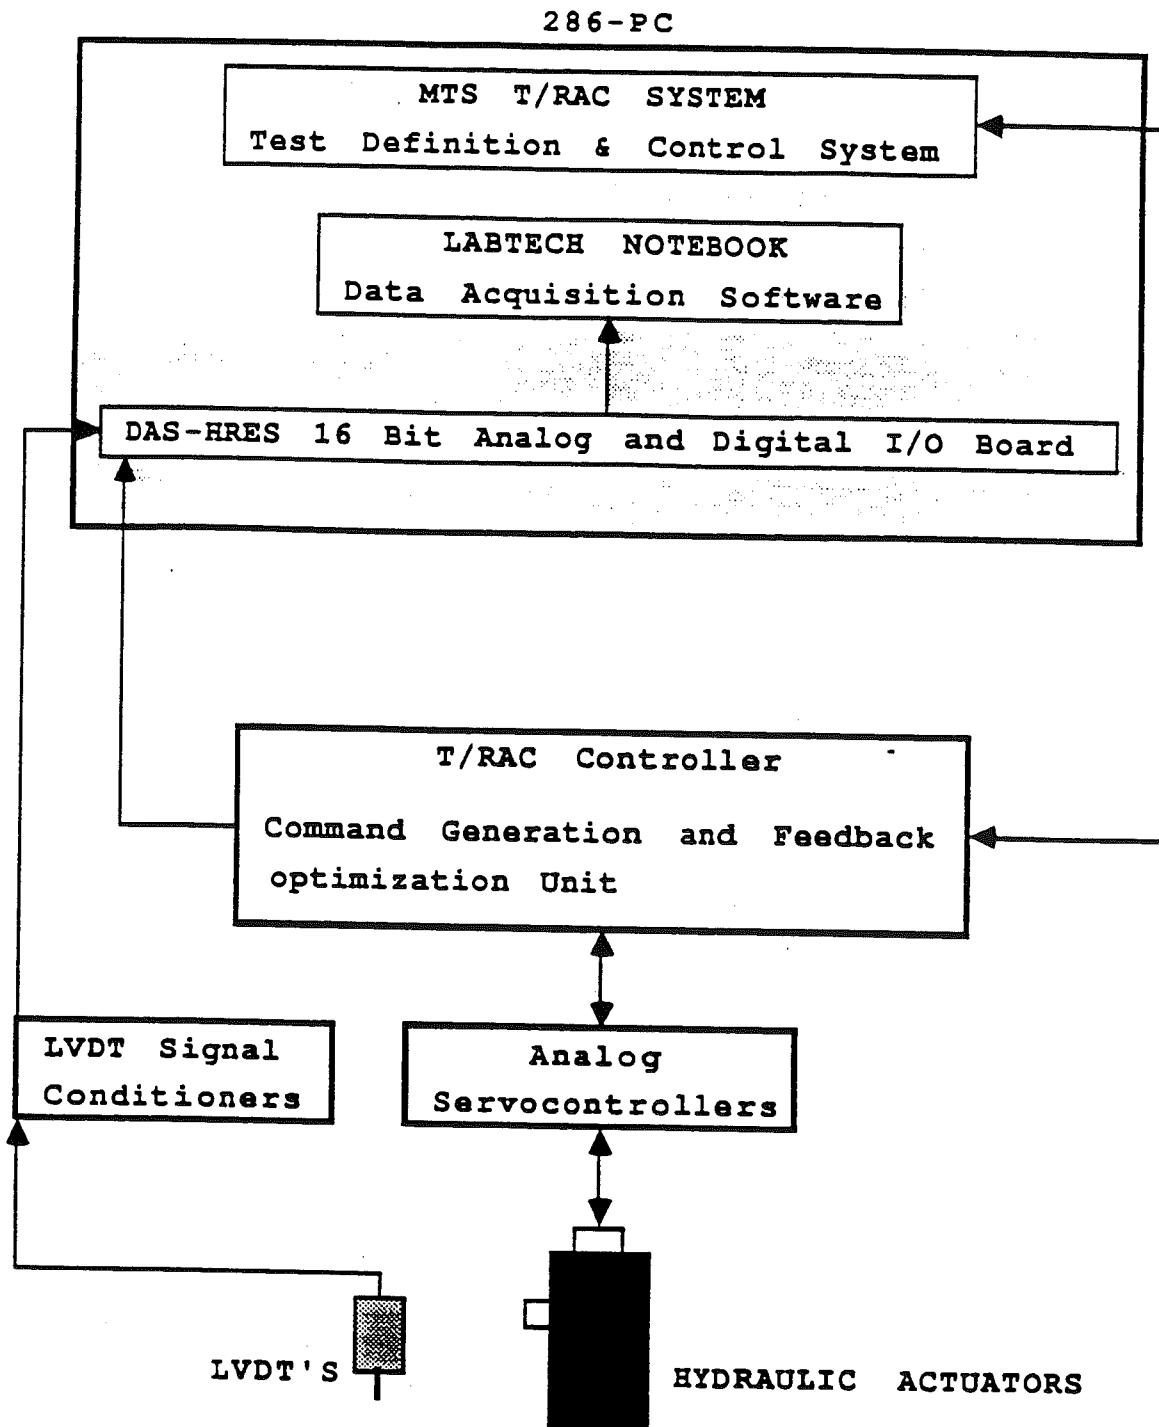 286-PC
MTS T/RAC SYSTEM
Test Definition & Control System
LABTECH NOTEBOOK
Data Acquisition Software
DAS-HRES 16 Bit Analog and Digital I/O Board
T/RAC Controller
Command Generation and Feedback
optimization Unit
LVDT Signal
Conditioners
Analog
Servocontrollers
LVDT'S
HYDRAULIC ACTUATORS